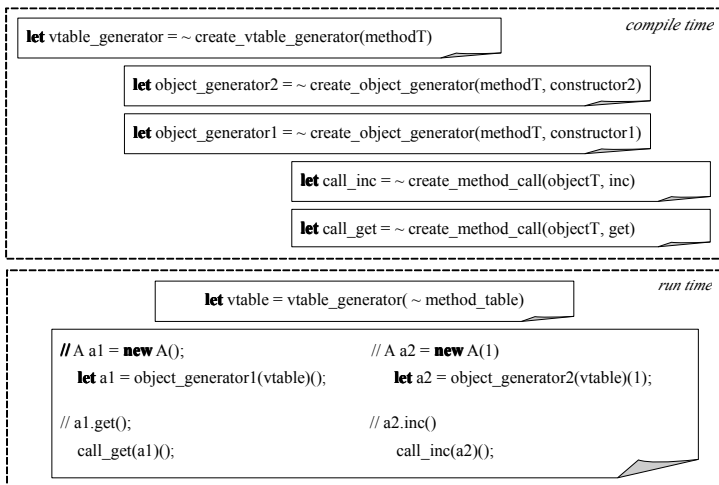 compile time
let vtable_generator = ~ create_vtable_generator(methodT)
let object_generator2 = ~ create_object_generator(methodT, constructor2)
let object_generator1 = ~ create_object_generator(methodT, constructor1)
let call_inc = ~ create_method_call(objectT, inc)
let call_get = ~ create_method_call(objectT, get)
run time
let vtable = vtable_generator( ~ method_table)
// A a1 = new A();
let a1 = object_generator1(vtable)();
// a1.get();
call_get(a1)();
// A a2 = new A(1)
let a2 = object_generator2(vtable)(1);
// a2.inc()
call_inc(a2)();